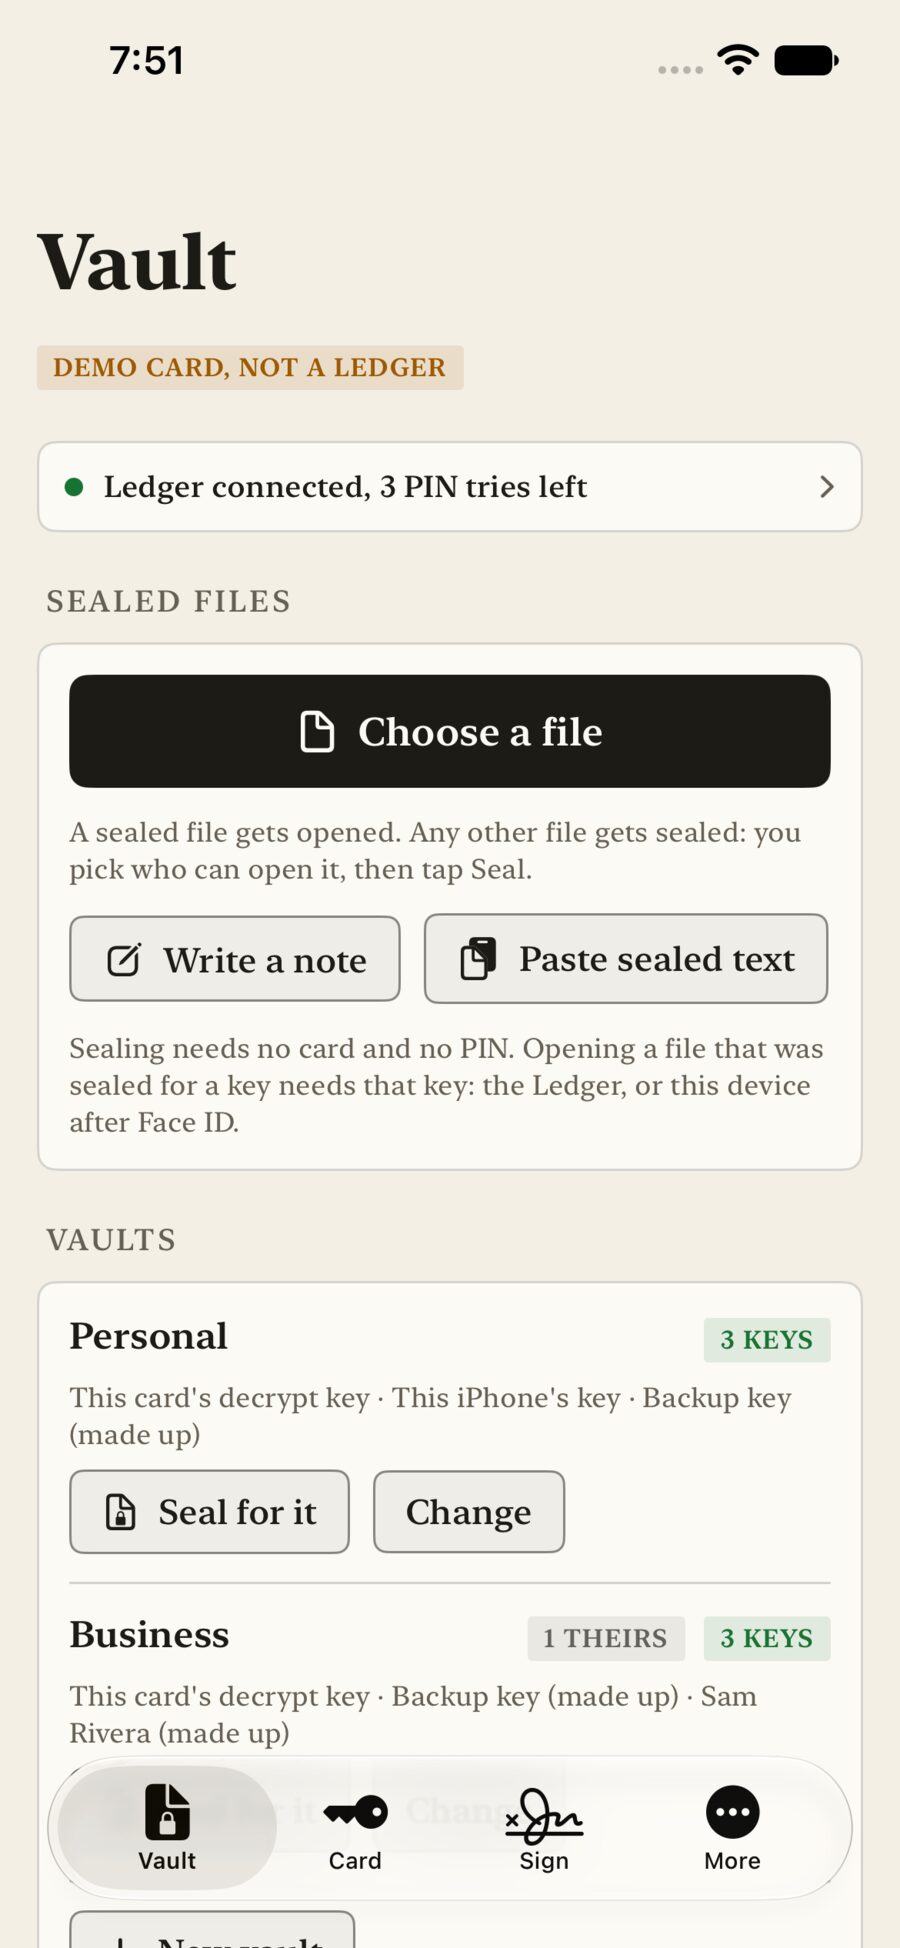 7:51
Vault
DEMO CARD, NOT A LEDGER
Ledger connected, 3 PIN tries left
SEALED FILES
Choose a file
A sealed file gets opened. Any other file gets sealed: you
pick who can open it, then tap Seal.
Write a note
Paste sealed text
Sealing needs no card and no PIN. Opening a file that was
sealed for a key needs that key: the Ledger, or this device
after Face ID.
VAULTS
Personal
3 KEYS
This card's decrypt key · This iPhone's key · Backup key
(made up)
Seal for it
Change
Business
1 THEIRS
3 KEYS
This card's decrypt key · Backup key (made up) · Sam
Rivera (made up)
Vault
Card
Sign
More
New vault